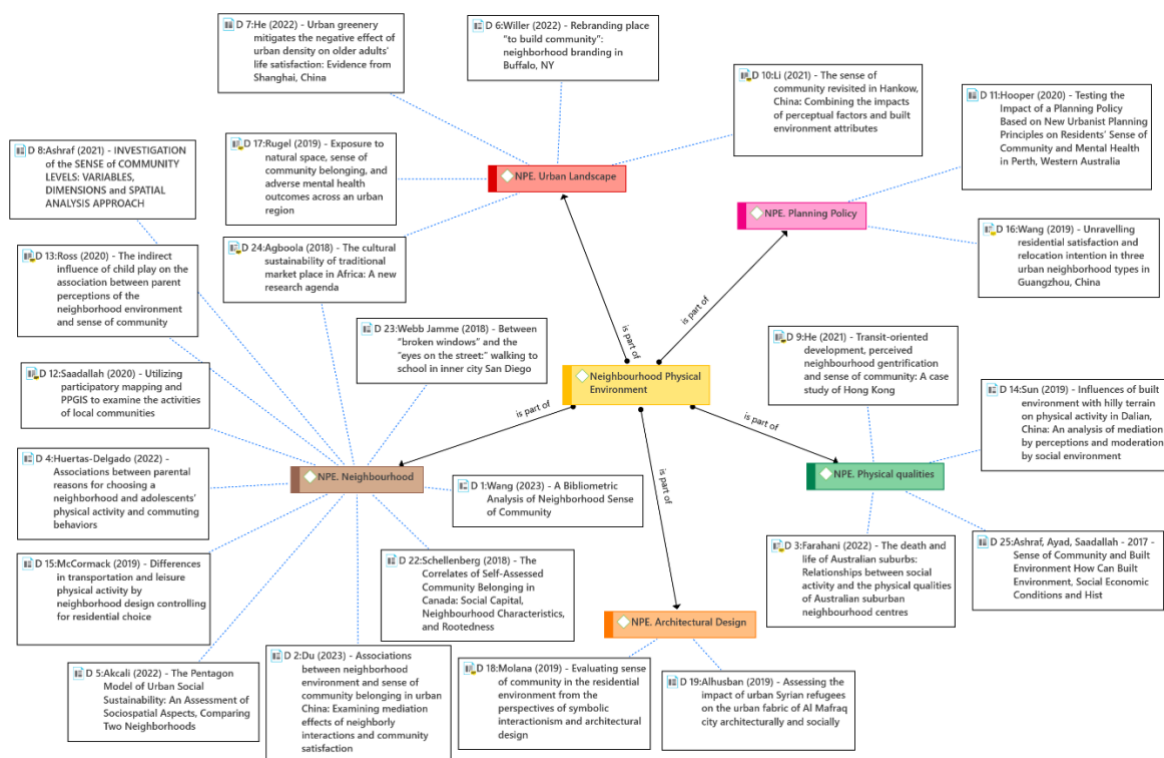 D 7:He (2022) - Urban greenery
mitigates the negative effect of
urban density on older adults'
life satisfaction: Evidence from
Shanghai, China
D 6:Willer (2022) - Rebranding place
"to build community":
neighborhood branding in
Buffalo, NY
D 10:Li (2021) - The sense of
community revisited in Hankow,
China: Combining the impacts
of perceptual factors and built
environment attributes
D 11:Hooper (2020) - Testing the
Impact of a Planning Policy
Based on New Urbanist Planning
Principles on Residents' Sense of
Community and Mental Health
in Perth, Western Australia
D 8:Ashraf (2021) - INVESTIGATION
of the SENSE of COMMUNITY
LEVELS: VARIABLES,
DIMENSIONS and SPATIAL
ANALYSIS APPROACH
D 17:Rugel (2019) - Exposure to
natural space, sense of
community belonging, and
adverse mental health
outcomes across an urban
region
NPE. Urban Landscape
NPE. Planning Policy
D 16:Wang (2019) - Unravelling
residential satisfaction and
relocation intention in three
urban neighborhood types in
Guangzhou, China
D 24:Agboola (2018) - The cultural
sustainability of traditional
market place in Africa: A new
research agenda
D 13:Ross (2020) - The indirect
influence of child play on the
association between parent
perceptions of the
neighborhood environment
and sense of community
is part of
is part of
D 23:Webb Jamme (2018) - Between
"broken windows" and the
"eyes on the street:" walking to
school in inner city San Diego
D 9:He (2021) - Transit-oriented
development, perceived
neighbourhood gentrification
and sense of community: A case
study of Hong Kong
D 12:Saadallah (2020) - Utilizing
participatory mapping and
PPGIS to examine the activities
of local communities
Neighbourhood Physical
Environment
D 14:Sun (2019) - Influences of built
environment with hilly terrain
on physical activity in Dalian,
China: An analysis of mediation
by perceptions and moderation
by social environment
is part of
is part of
is part of
D 4:Huertas-Delgado (2022) -
Associations between parental
reasons for choosing a
neighborhood and adolescents'
physical activity and commuting
behaviors
NPE. Neighbourhood
D 1:Wang (2023) - A Bibliometric
Analysis of Neighborhood Sense
of Community
NPE. Physical qualities
D 15:McCormack (2019) - Differences
in transportation and leisure
physical activity by
neighborhood design controlling
for residential choice
D 22:Schellenberg (2018) - The
Correlates of Self-Assessed
Community Belonging in
Canada: Social Capital,
Neighbourhood Characteristics,
and Rootedness
D 3:Farahani (2022) - The death and
life of Australian suburbs:
Relationships between social
activity and the physical qualities
of Australian suburban
neighbourhood centres
D 25:Ashraf, Ayad, Saadallah - 2017 -
Sense of Community and Built
Environment How Can Built
Environment, Social Economic
Conditions and Hist
NPE. Architectural Design
D 5:Akcali (2022) - The Pentagon
Model of Urban Social
Sustainability: An Assessment of
Sociospatial Aspects, Comparing
Two Neighborhoods
D 2:Du (2023) - Associations
between neighborhood
environment and sense of
community belonging in urban
China: Examining mediation
effects of neighborly
interactions and community
satisfaction
D 18:Molana (2019) - Evaluating sense
of community in the residential
environment from the
perspectives of symbolic
interactionism and architectural
design
D 19:Alhusban (2019) - Assessing the
impact of urban Syrian refugees
on the urban fabric of Al Mafraq
city architecturally and socially